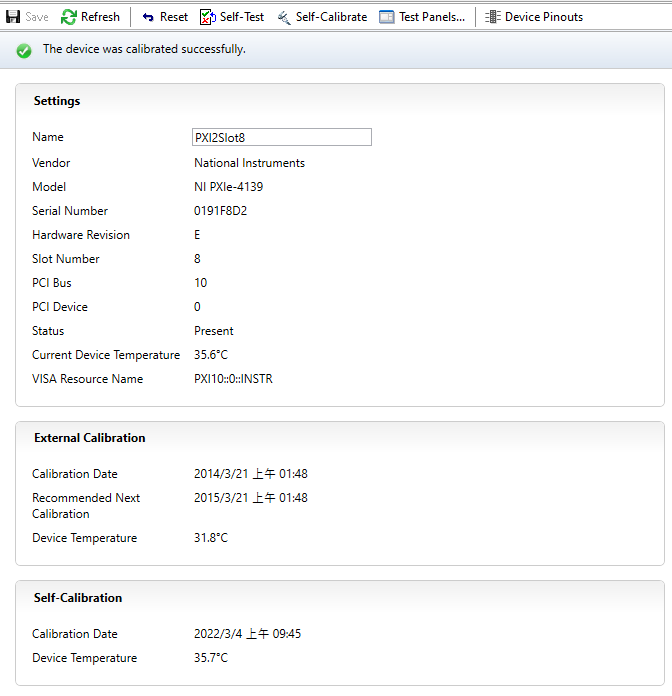 Save Refresh Reset Self-Test Self-Calibrate Test Panels... Device Pinouts
The device was calibrated successfully.
Settings
Name PXI2Slot8
Vendor National Instruments
Model NI PXIe-4139
Serial Number 0191F8D2
Hardware Revision E
Slot Number 8
PCI Bus 10
PCI Device 0
Status Present
Current Device Temperature 35.6°C
VISA Resource Name PXI10::0::INSTR
External Calibration
Calibration Date 2014/3/21 上午 01:48
Recommended Next 2015/3/21 上午 01:48
Calibration
Device Temperature 31.8°C
Self-Calibration
Calibration Date 2022/3/4 上午 09:45
Device Temperature 35.7°C